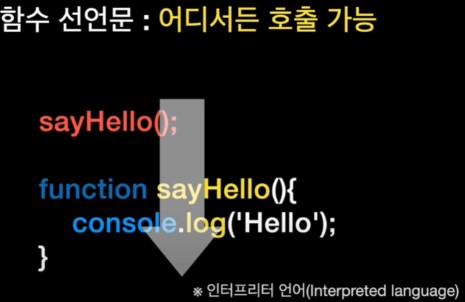 함수 선언문 : 어디서든 호출 가능
sayHello();
function sayHello(){
console.log('Hello');
}
※ 인터프리터 언어(Interpreted language)